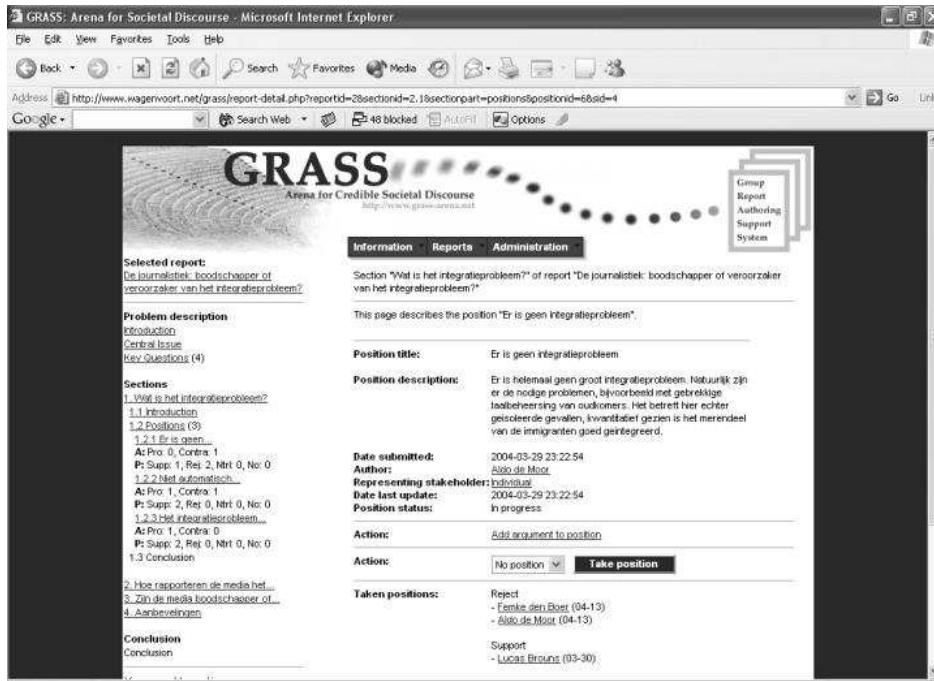 GRASS: Arena for Societal Discourse - Microsoft Internet Explorer
File Edit View Favorites Tools Help
Back Search Favorites Media
Address http://www.wagenvoort.net/grass/report-detail.php?reportid=28&sectionid=2.1&sectionpart=positions&positionid=6&sid=4 Go
Google Search Web 48 blocked AutoFill Options
GRASS
Arena for Credible Societal Discourse
http://www.grass-arena.net
Group
Report
Authoring
Support
System
Information Reports Administration
Selected report:
De journalistiek: boodschapper of
veroorzaker van het integratieprobleem?
Problem description
Introduction
Central Issue
Key Questions (4)
Sections
1. Wat is het integratieprobleem?
1.1 Introduction
1.2 Positions (3)
1.2.1 Er is geen...
A: Pro: 0, Contra: 1
P: Supp: 1, Rej: 2, Ntrl: 0, No: 0
1.2.2 Niet automatisch...
A: Pro: 1, Contra: 1
P: Supp: 2, Rej: 0, Ntrl: 0, No: 0
1.2.3 Het integratieprobleem...
A: Pro: 1, Contra: 0
P: Supp: 2, Rej: 0, Ntrl: 0, No: 0
1.3 Conclusion
2. Hoe rapporteren de media het...
3. Zijn de media boodschapper of...
4. Aanbevelingen
Conclusion
Conclusion
Section "Wat is het integratieprobleem?" of report "De journalistiek: boodschapper of veroorzaker
van het integratieprobleem?"
This page describes the position "Er is geen integratieprobleem".
Position title: Er is geen integratieprobleem
Position description: Er is helemaal geen groot integratieprobleem. Natuurlijk zijn
er de nodige problemen, bijvoorbeeld met gebrekkige
taalbeheersing van oudkomers. Het betreft hier echter
geisoleerde gevallen, kwantitatief gezien is het merendeel
van de immigranten goed geintegreerd.
Date submitted: 2004-03-29 23:22:54
Author: Aldo de Moor
Representing stakeholder: Individual
Date last update: 2004-03-29 23:22:54
Position status: In progress
Action: Add argument to position
Action: No position Take position
Taken positions: Reject
- Femke den Boer (04-13)
- Aldo de Moor (04-13)
Support
- Lucas Brouns (03-30)